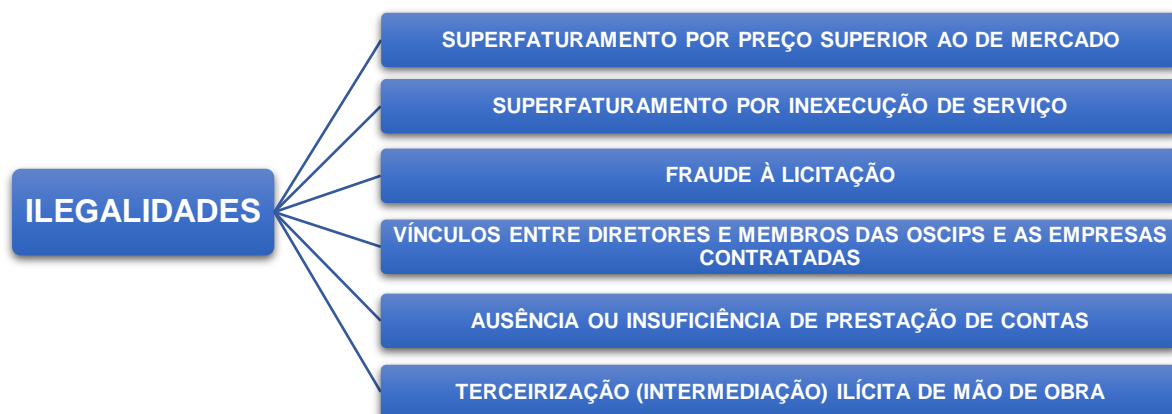 SUPERFATURAMENTO POR PREÇO SUPERIOR AO DE MERCADO
SUPERFATURAMENTO POR INEXECUÇÃO DE SERVIÇO
FRAUDE À LICITAÇÃO
ILEGALIDADES
VÍNCULOS ENTRE DIRETORES E MEMBROS DAS OSCIPS E AS EMPRESAS
CONTRATADAS
AUSÊNCIA OU INSUFICIÊNCIA DE PRESTAÇÃO DE CONTAS
TERCEIRIZAÇÃO (INTERMEDIAÇÃO) ILÍCITA DE MÃO DE OBRA